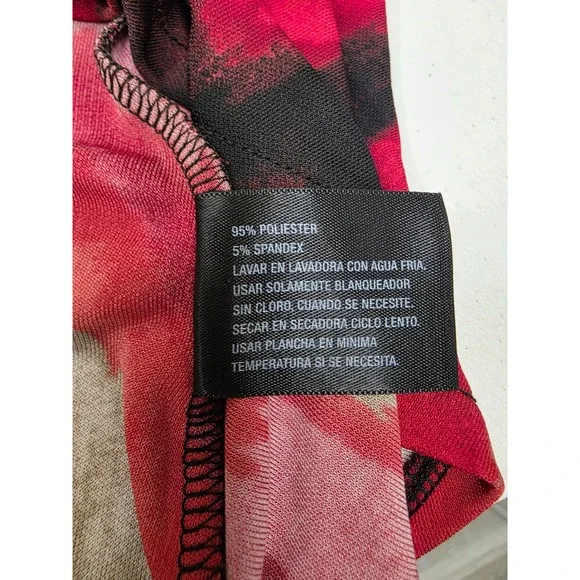 95% POLIESTER
5% SPANDEX
LAVAR EN LAVADORA CON AGUA FRIA.
USAR SOLAMENTE BLANQUEADOR
SIN CLORO, CUANDO SE NECESITE.
SECAR EN SECADORA CICLO LENTO.
USAR PLANCHA EN MINIMA
TEMPERATURA SI SE NECESITA.